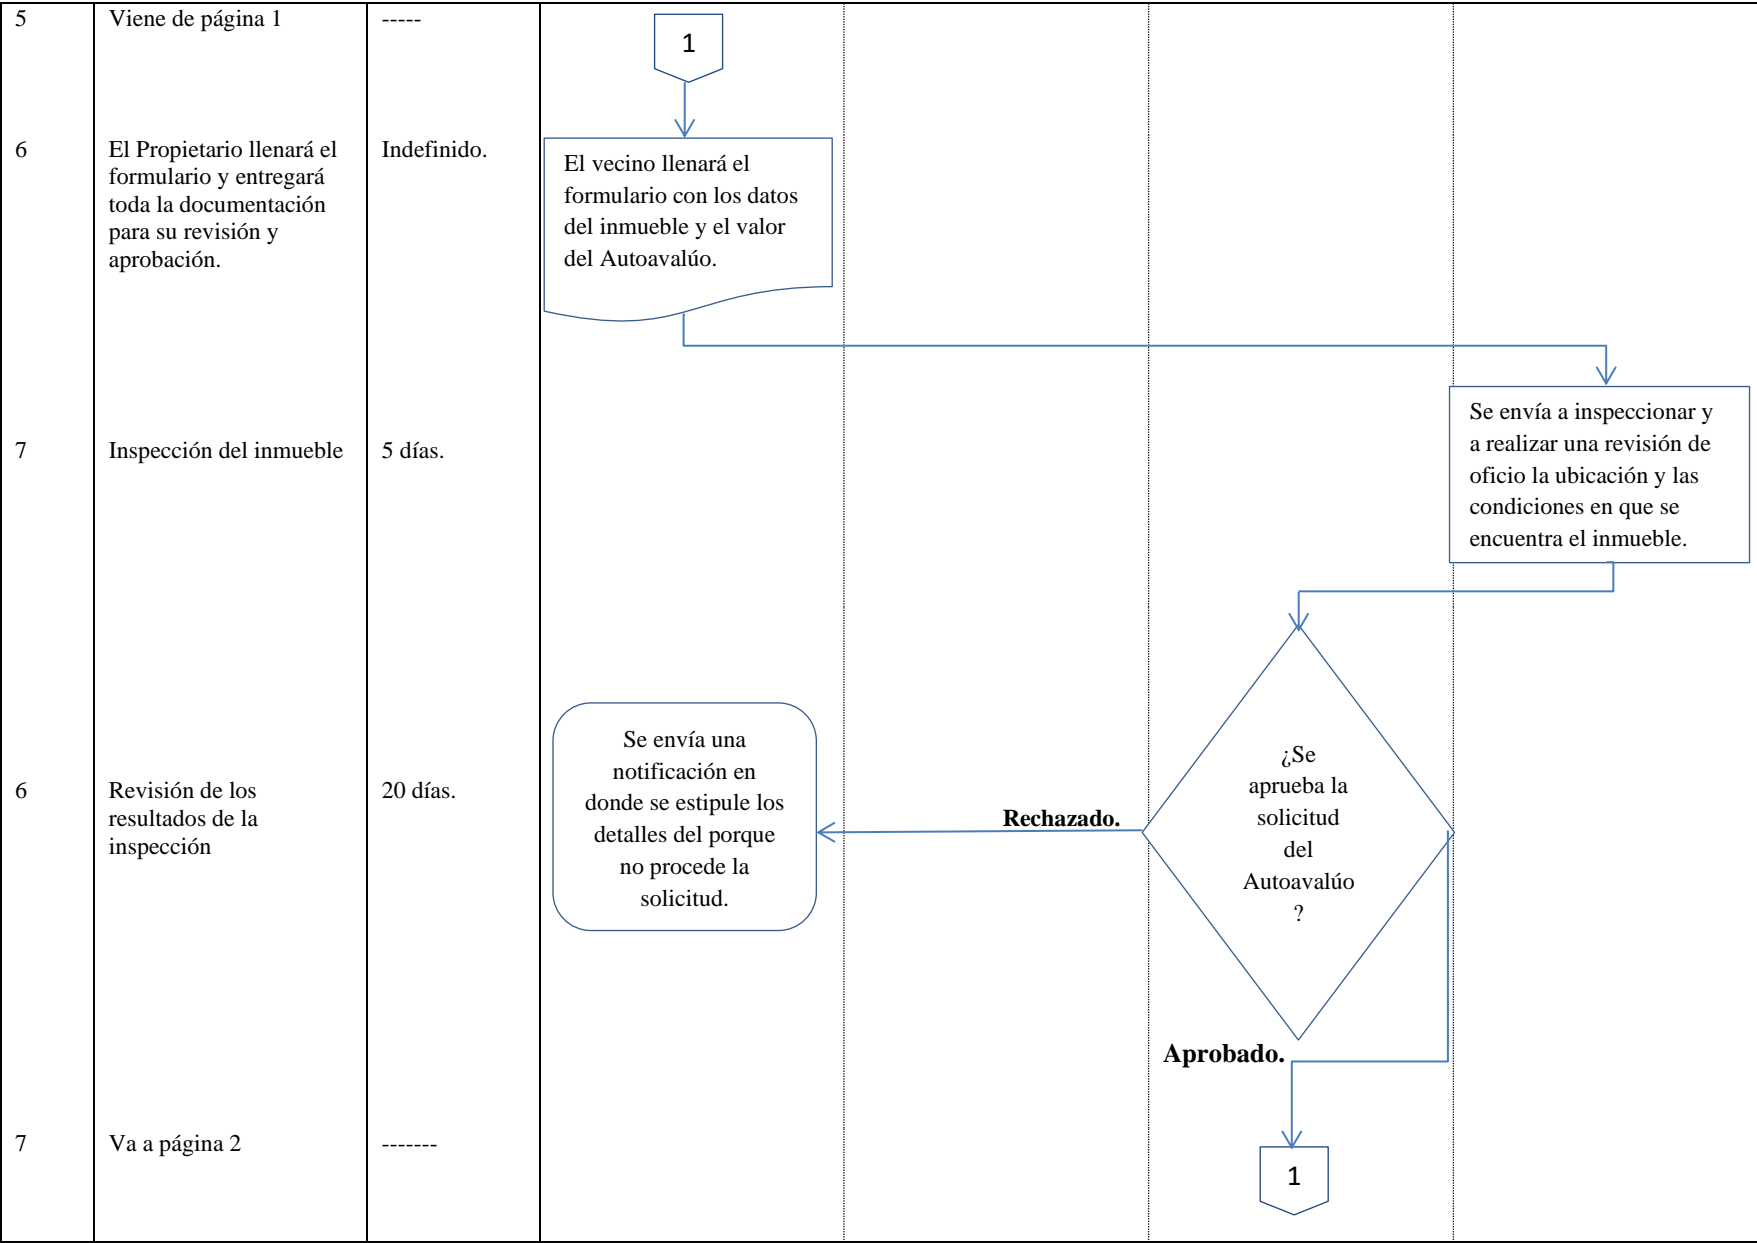 5
Viene de página 1
-----
1
6
El Propietario llenará el
formulario y entregará
toda la documentación
para su revisión y
aprobación.
Indefinido.
El vecino llenará el
formulario con los datos
del inmueble y el valor
del Autoavalúo.
7
Inspección del inmueble
5 días.
Se envía a inspeccionar y
a realizar una revisión de
oficio la ubicación y las
condiciones en que se
encuentra el inmueble.
6
Revisión de los
resultados de la
inspección
20 días.
Se envía una
notificación en
donde se estipule los
detalles del porque
no procede la
solicitud.
Rechazado.
¿Se
aprueba la
solicitud
del
Autoavalúo
?
Aprobado.
7
Va a página 2
-------
1